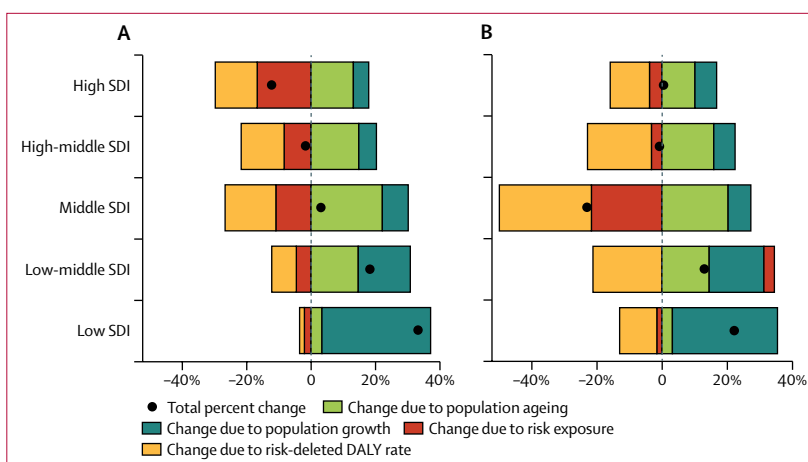 A
B
High SDI
High-middle SDI
Middle SDI
Low-middle SDI
Low SDI
−40% −20% 0 20% 40%
−40% −20% 0 20% 40%
Total percent change
Change due to population ageing
Change due to population growth
Change due to risk exposure
Change due to risk-deleted DALY rate